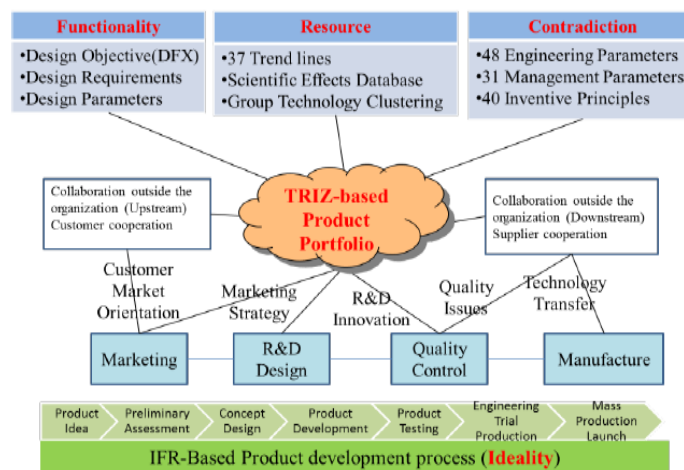 Functionality
•Design Objective(DFX)
•Design Requirements
•Design Parameters
Resource
•37 Trend lines
•Scientific Effects Database
•Group Technology Clustering
Contradiction
•48 Engineering Parameters
•31 Management Parameters
•40 Inventive Principles
TRIZ-based
Product
Portfolio
Collaboration outside the
organization (Upstream)
Customer cooperation
Collaboration outside the
organization (Downstream)
Supplier cooperation
Customer
Market
Orientation
Marketing
Strategy
R&D
Innovation
Quality
Issues
Technology
Transfer
Marketing
R&D
Design
Quality
Control
Manufacture
Product
Idea
Preliminary
Assessment
Concept
Design
Product
Development
Product
Testing
Engineering
Trial
Production
Mass
Production
Launch
IFR-Based Product development process (Ideality)